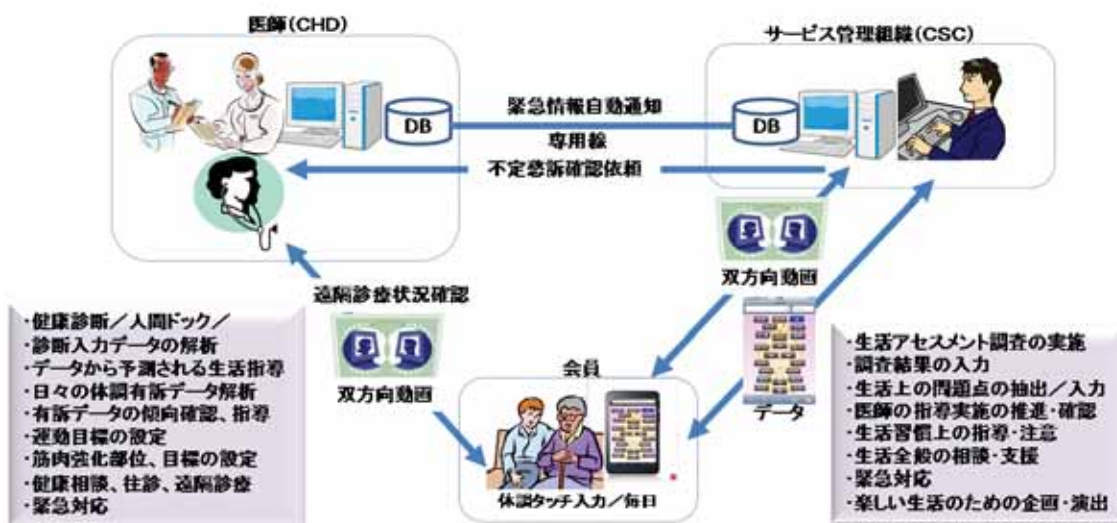 医師(CHD)
サービス管理組織(CSC)
DB
緊急情報自動通知
DB
専用線
不定愁訴確認依頼
双方向動画
遠隔診療状況確認
双方向動画
データ
会員
体調タッチ入力/毎日
・健康診断/人間ドック/
・診断入力データの解析
・データから予測される生活指導
・日々の体調有訴データ解析
・有訴データの傾向確認、指導
・運動目標の設定
・筋肉強化部位、目標の設定
・健康相談、往診、遠隔診療
・緊急対応
・生活アセスメント調査の実施
・調査結果の入力
・生活上の問題点の抽出/入力
・医師の指導実施の推進・確認
・生活習慣上の指導・注意
・生活全般の相談・支援
・緊急対応
・楽しい生活のための企画・演出